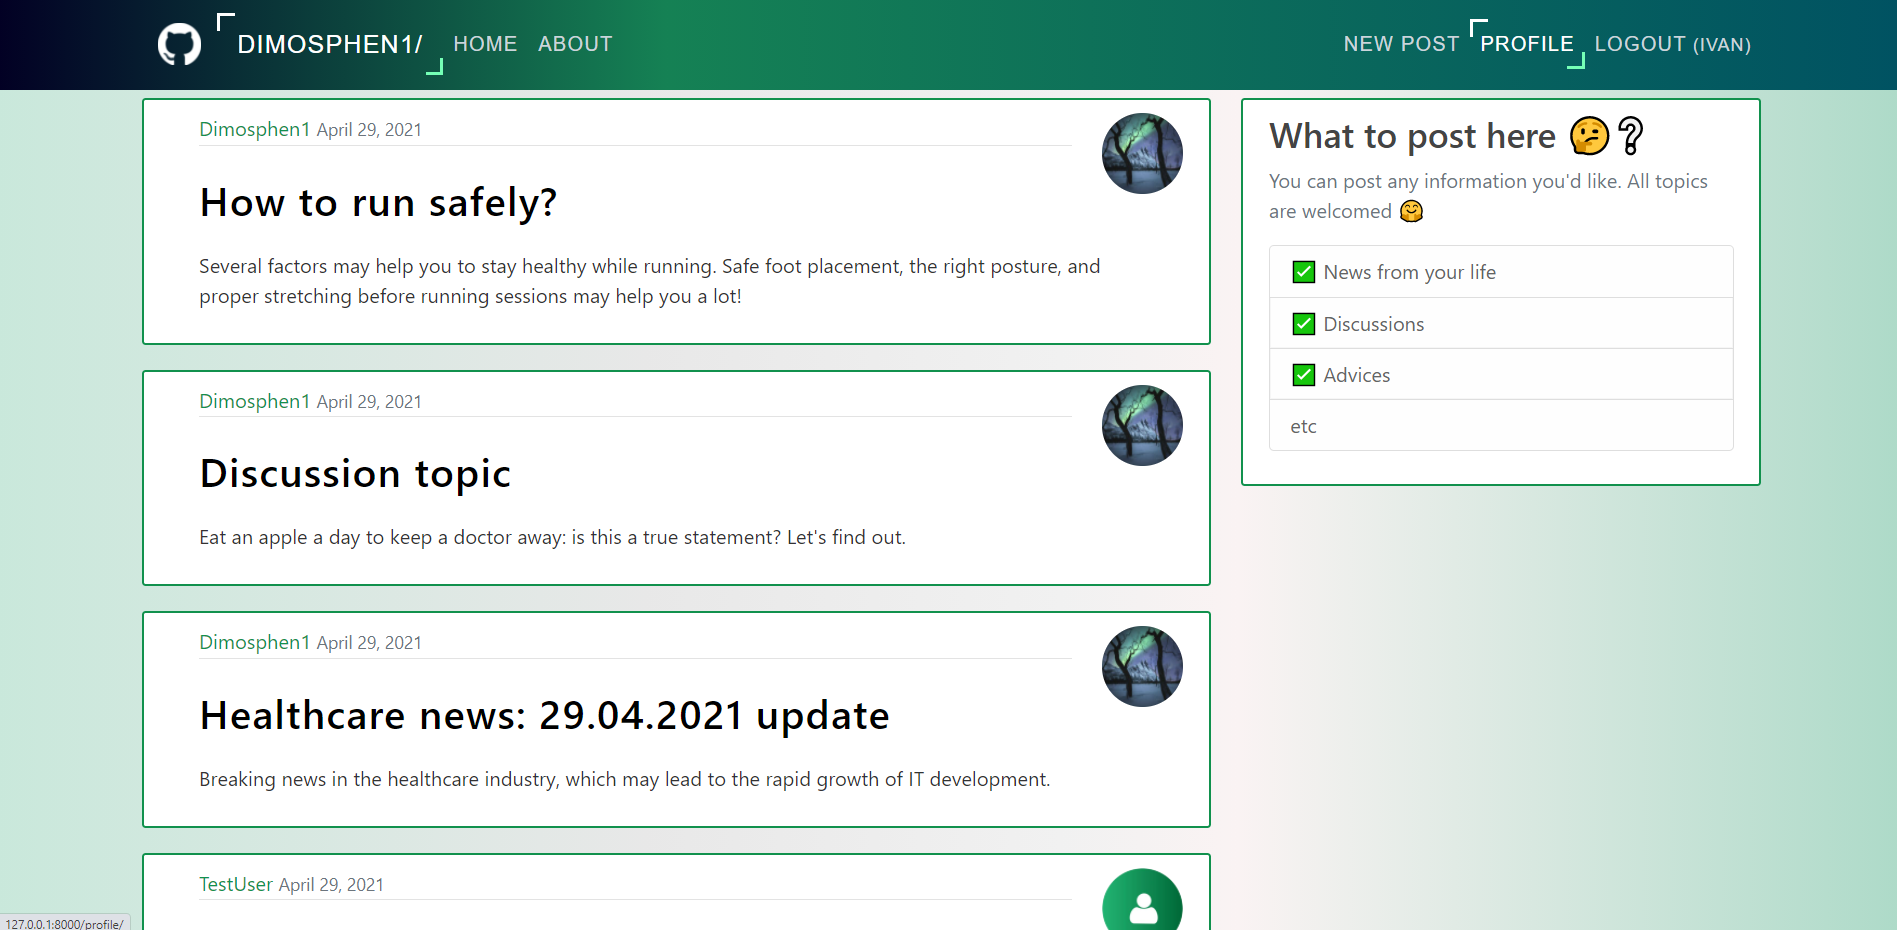 DIMOSPHEN1/ HOME ABOUT NEW POST PROFILE LOGOUT (IVAN)
Dimosphen1 April 29, 2021
How to run safely?
Several factors may help you to stay healthy while running. Safe foot placement, the right posture, and
proper stretching before running sessions may help you a lot!
Dimosphen1 April 29, 2021
Discussion topic
Eat an apple a day to keep a doctor away: is this a true statement? Let's find out.
Dimosphen1 April 29, 2021
Healthcare news: 29.04.2021 update
Breaking news in the healthcare industry, which may lead to the rapid growth of IT development.
TestUser April 29, 2021
What to post here 🤔❔
You can post any information you'd like. All topics
are welcomed 🤗
✅ News from your life
✅ Discussions
✅ Advices
etc
127.0.0.1:8000/profile/